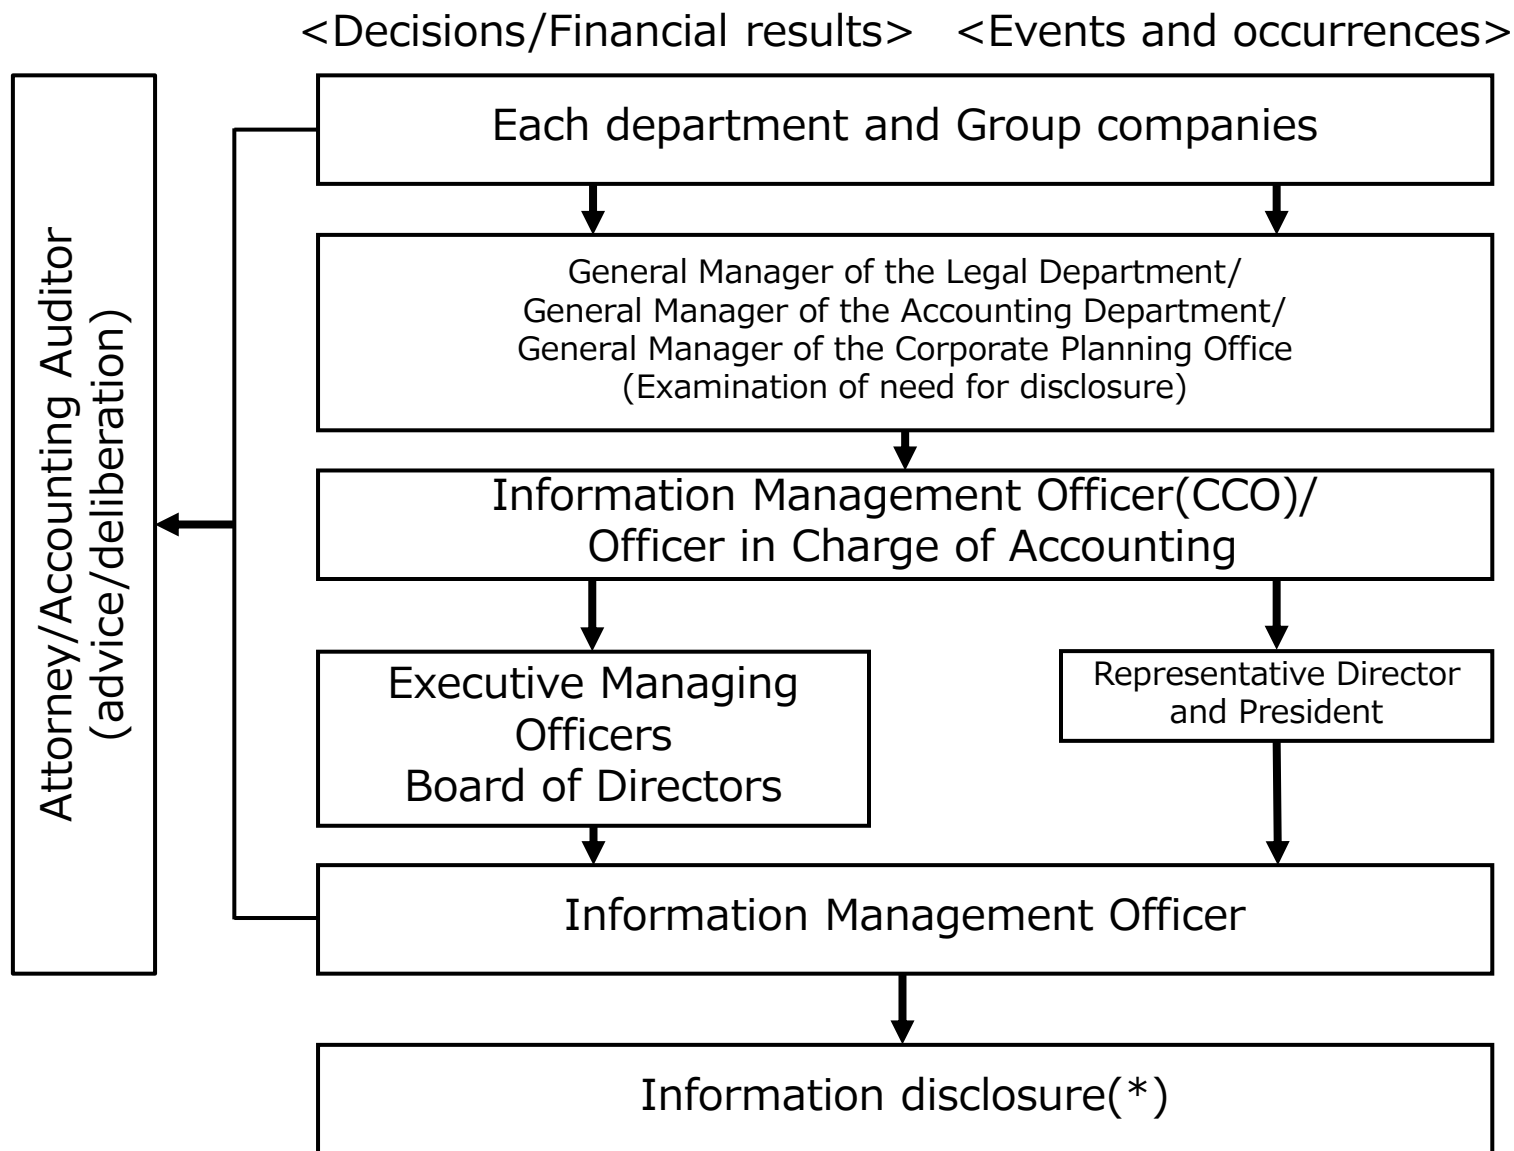 <Decisions/Financial results> <Events and occurrences>
Each department and Group companies
General Manager of the Legal Department/
General Manager of the Accounting Department/
General Manager of the Corporate Planning Office
(Examination of need for disclosure)
Information Management Officer(CCO)/
Officer in Charge of Accounting
Executive Managing
Officers
Board of Directors
Representative Director
and President
Information Management Officer
Information disclosure(*)
Attorney/Accounting Auditor
(advice/deliberation)